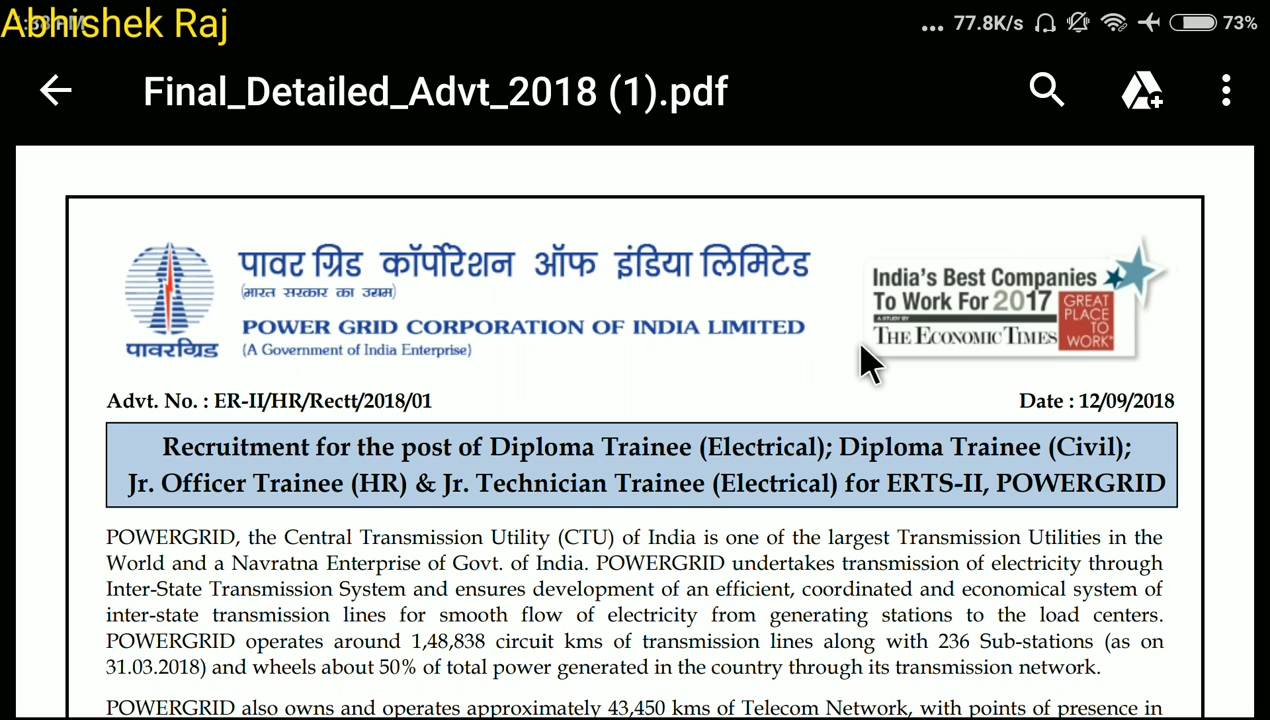 Abhishek Raj
... 77.8K/s 73%
Final_Detailed_Advt_2018 (1).pdf
पावर ग्रिड कॉर्पोरेशन ऑफ इंडिया लिमिटेड
(भारत सरकार का उद्यम)
POWER GRID CORPORATION OF INDIA LIMITED
(A Government of India Enterprise)
पावरग्रिड
India's Best Companies
To Work For 2017
A STUDY BY
THE ECONOMIC TIMES
GREAT
PLACE
TO
WORK
Advt. No. : ER-II/HR/Rectt/2018/01
Date : 12/09/2018
Recruitment for the post of Diploma Trainee (Electrical); Diploma Trainee (Civil);
Jr. Officer Trainee (HR) & Jr. Technician Trainee (Electrical) for ERTS-II, POWERGRID
POWERGRID, the Central Transmission Utility (CTU) of India is one of the largest Transmission Utilities in the
World and a Navratna Enterprise of Govt. of India. POWERGRID undertakes transmission of electricity through
Inter-State Transmission System and ensures development of an efficient, coordinated and economical system of
inter-state transmission lines for smooth flow of electricity from generating stations to the load centers.
POWERGRID operates around 1,48,838 circuit kms of transmission lines along with 236 Sub-stations (as on
31.03.2018) and wheels about 50% of total power generated in the country through its transmission network.
POWERGRID also owns and operates approximately 43,450 kms of Telecom Network, with points of presence in